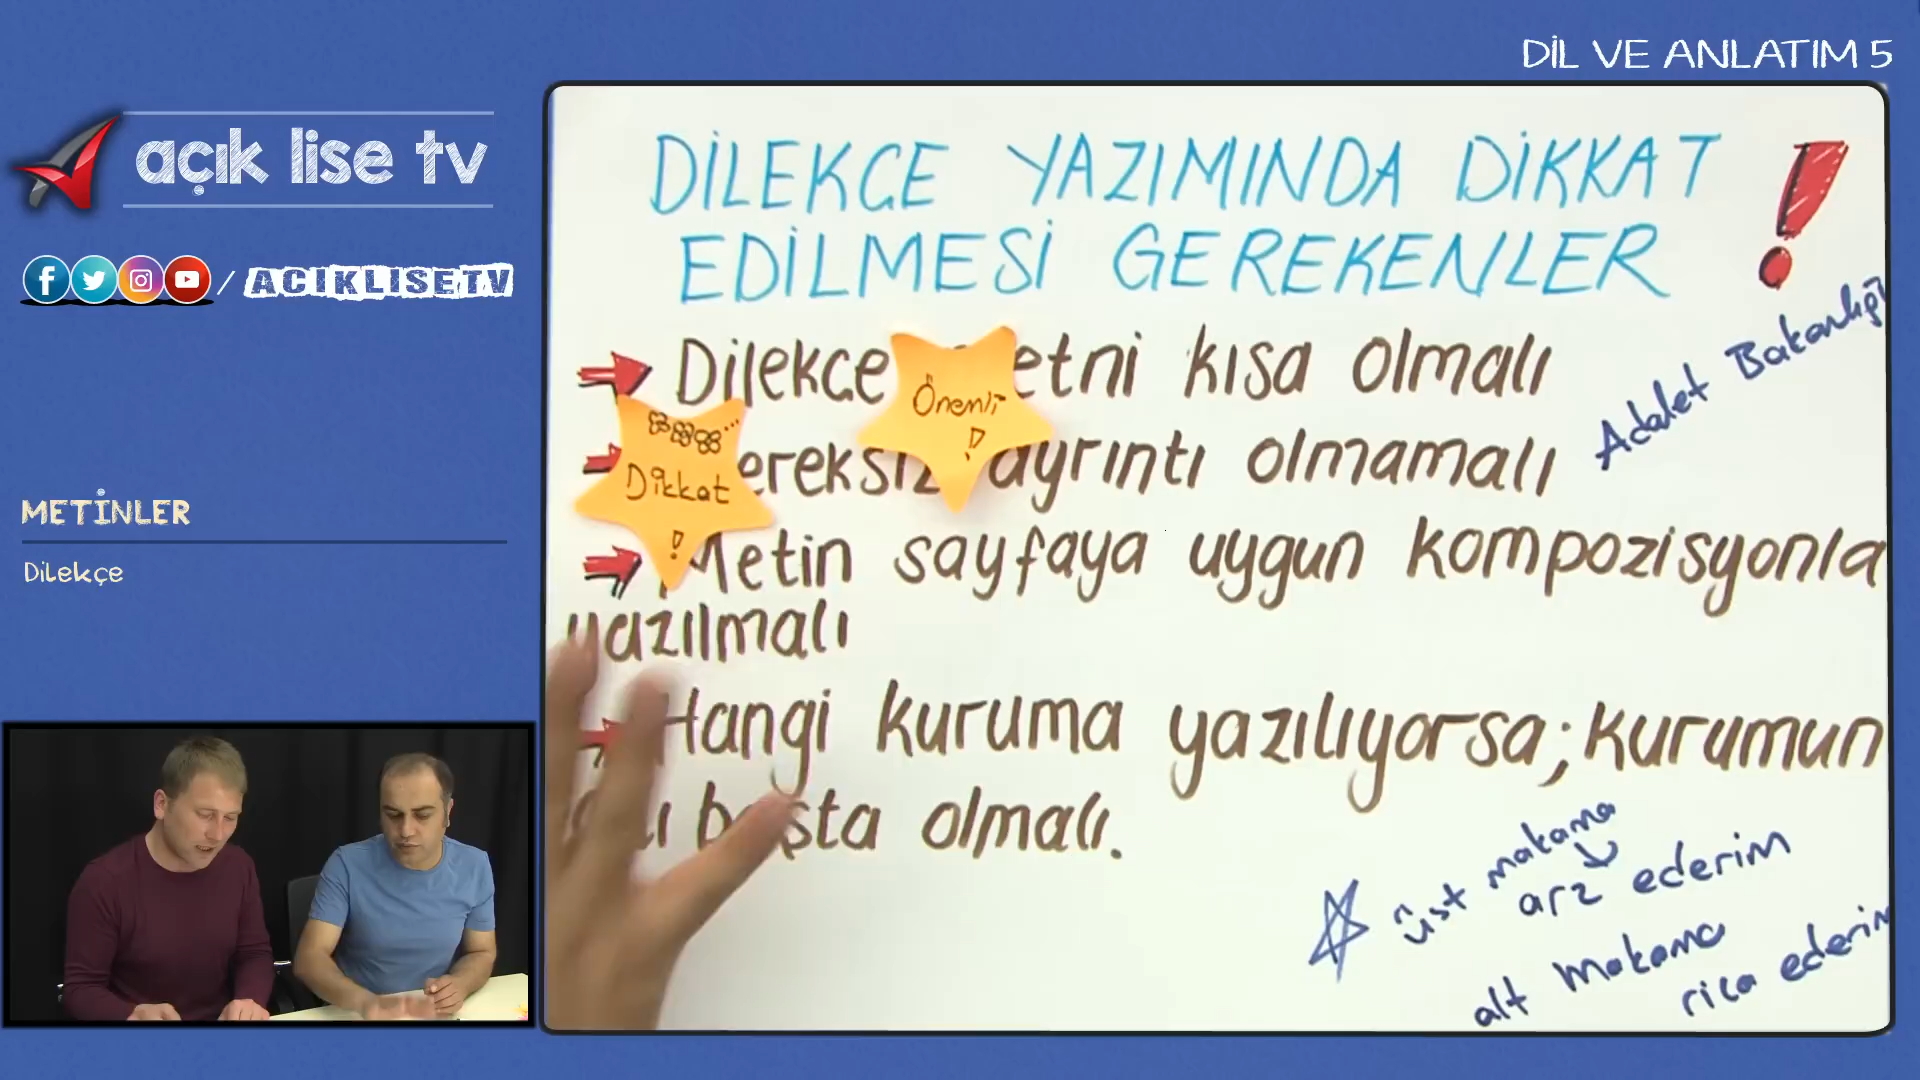 DİL VE ANLATIM 5
açık lise tv
/ ACIKLISETV
METİNLER
Dilekçe
DİLEKÇE YAZIMINDA DİKKAT
EDİLMESİ GEREKENLER
Dilekçe etni kısa olmalı
Önenli !
ereksiz ayrıntı olmamalı
Dikkat !
Metin sayfaya uygun kompozisyonla
yazılmalı
Hangi kuruma yazılıyorsa; kurumun
başta olmalı.
Adalet Bakanlığı
üst makama
arz ederim
alt makama
rica ederim